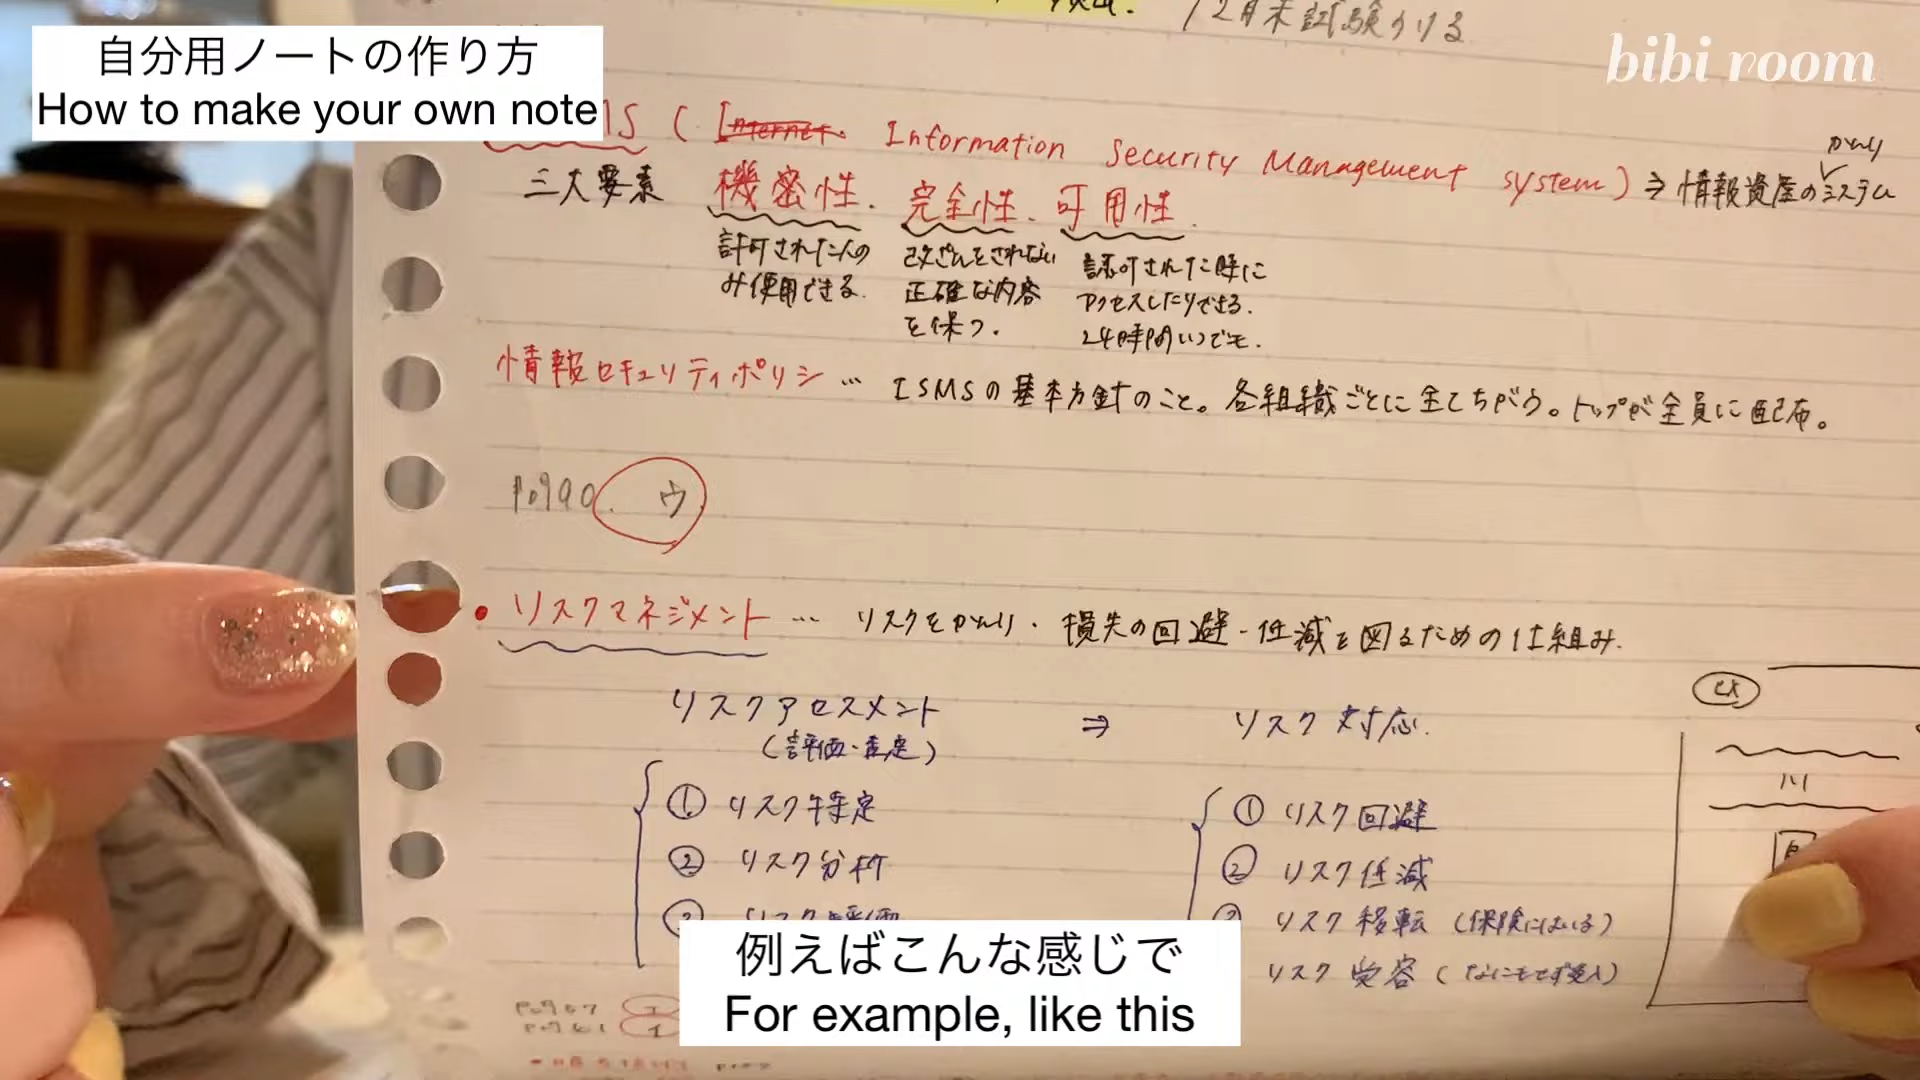 自分用ノートの作り方
How to make your own note
bibi room
12月末試験うける
MS ( Internet. Information Security Management system) ⇒ 情報資産のシステム
かんり
三大要素 機密性. 完全性. 可用性.
許可された人のみ使用できる.
改ざんをされない正確な内容を保つ.
認可された時にアクセスしたりできる. 24時間いつでも.
情報セキュリティポリシ … ISMSの基本方針のこと。各組織ごとに全てちがう。トップが全員に配布。
ウ
• リスクマネジメント … リスクをかんり・損失の回避・低減を図るための仕組み.
リスクアセスメント ⇒ リスク対応.
(評価・査定)
① リスク特定
② リスク分析
① リスク回避
② リスク低減
リスク移転 (保険にはいる)
リスク受容 (なにもせず受入)
ex
川
例えばこんな感じで
For example, like this